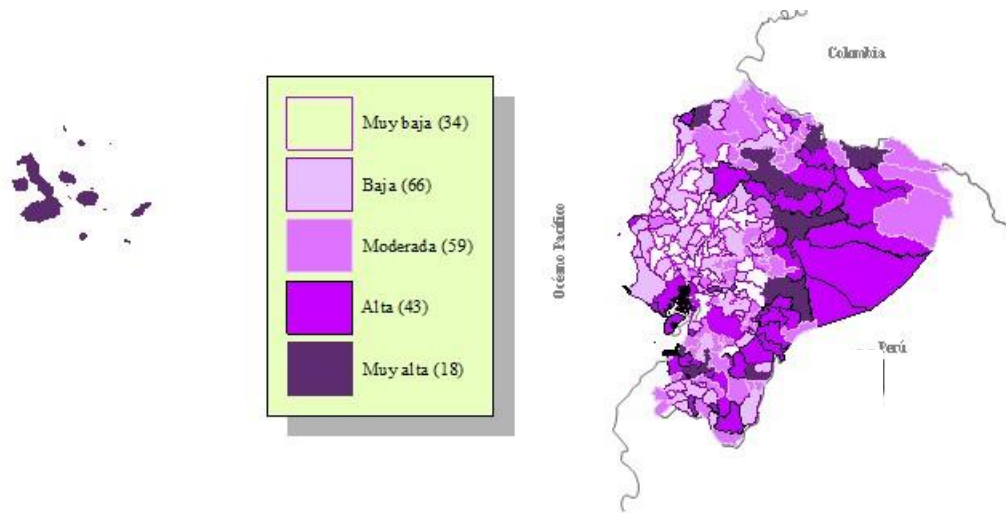 Muy baja (34)
Baja (66)
Moderada (59)
Alta (43)
Muy alta (18)
Océano Pacífico
Colombia
Perú